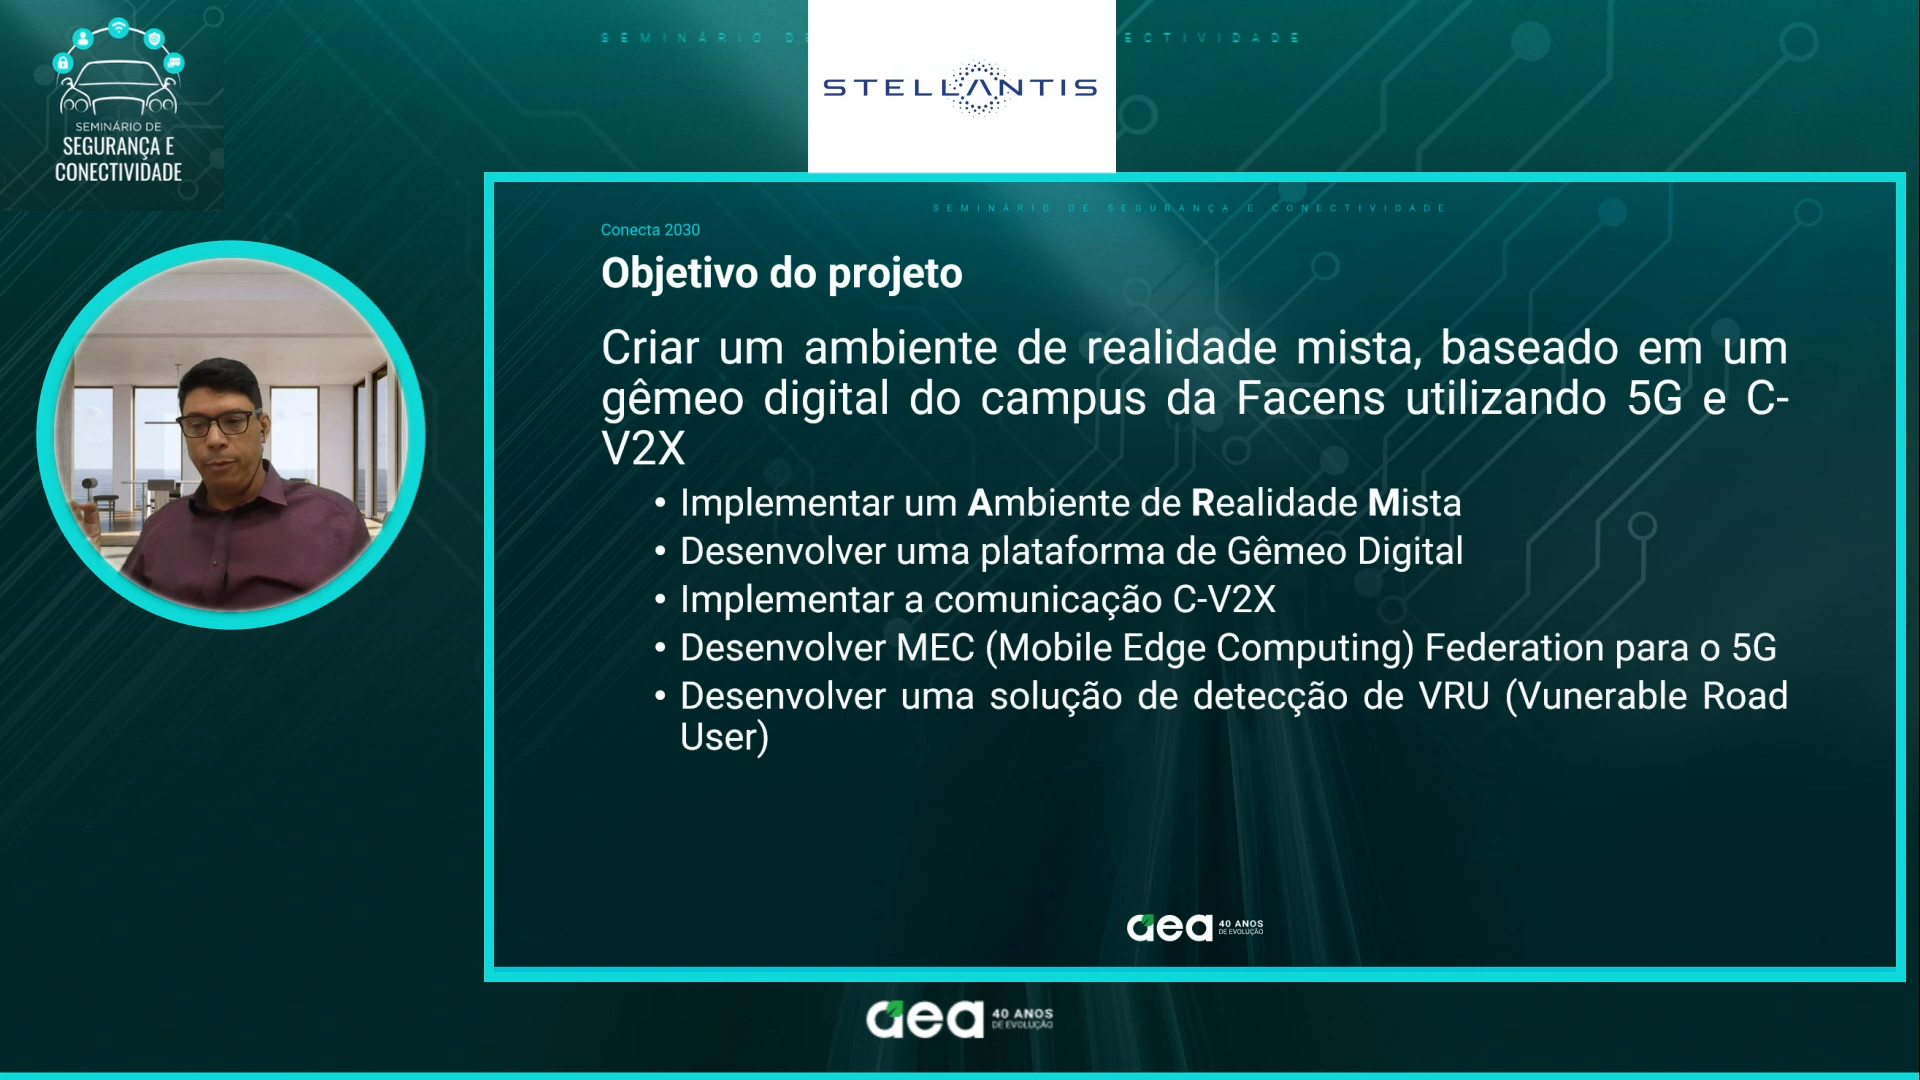 SEMINÁRIO DE
SEGURANÇA E
CONECTIVIDADE
STELLANTIS
SEMINÁRIO DE SEGURANÇA E CONECTIVIDADE
Conecta 2030
Objetivo do projeto
Criar um ambiente de realidade mista, baseado em um
gêmeo digital do campus da Facens utilizando 5G e C-
V2X
• Implementar um Ambiente de Realidade Mista
• Desenvolver uma plataforma de Gêmeo Digital
• Implementar a comunicação C-V2X
• Desenvolver MEC (Mobile Edge Computing) Federation para o 5G
• Desenvolver uma solução de detecção de VRU (Vunerable Road
User)
aea 40 ANOS
DE EVOLUÇÃO
aea 40 ANOS
DE EVOLUÇÃO